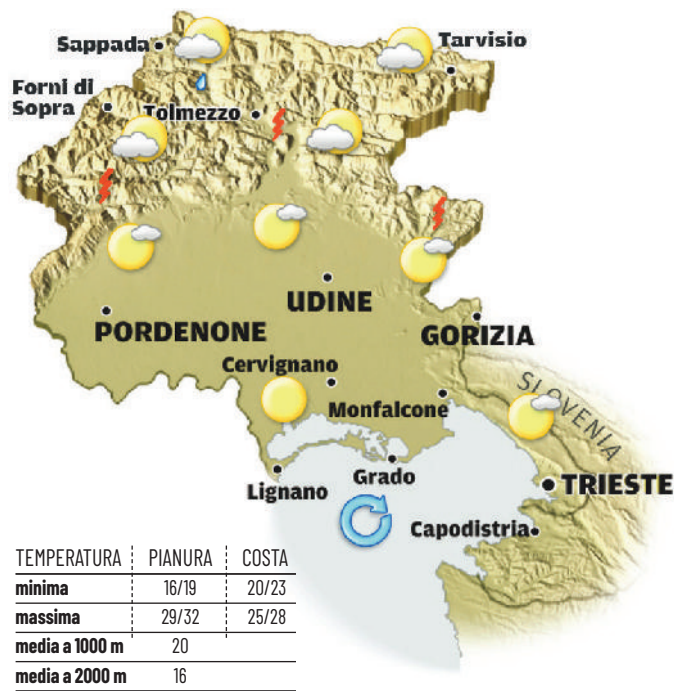 Sappada
Tarvisio
Forni di
Sopra
Tolmezzo
UDINE
PORDENONE
GORIZIA
Cervignano
SLOVENIA
Monfalcone
Grado
Lignano
TRIESTE
Capodistria
TEMPERATURA PIANURA COSTA
minima 16/19 20/23
massima 29/32 25/28
media a 1000 m 20
media a 2000 m 16